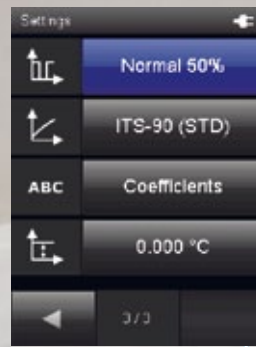 Settings
Normal 50%
ITS-90 (STD)
ABC Coefficients
0.000 °C
3/3